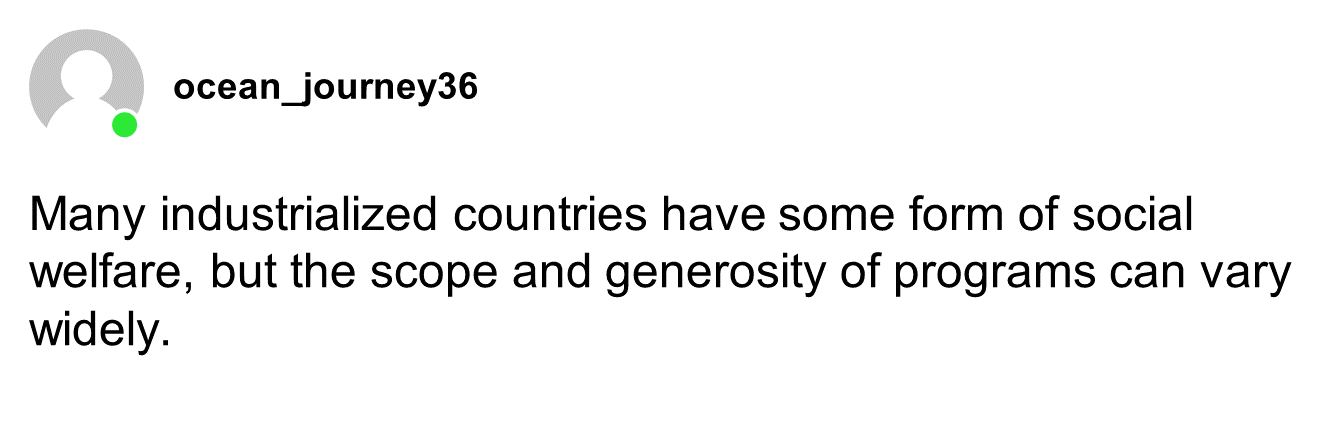 ocean_journey36
Many industrialized countries have some form of social
welfare, but the scope and generosity of programs can vary
widely.